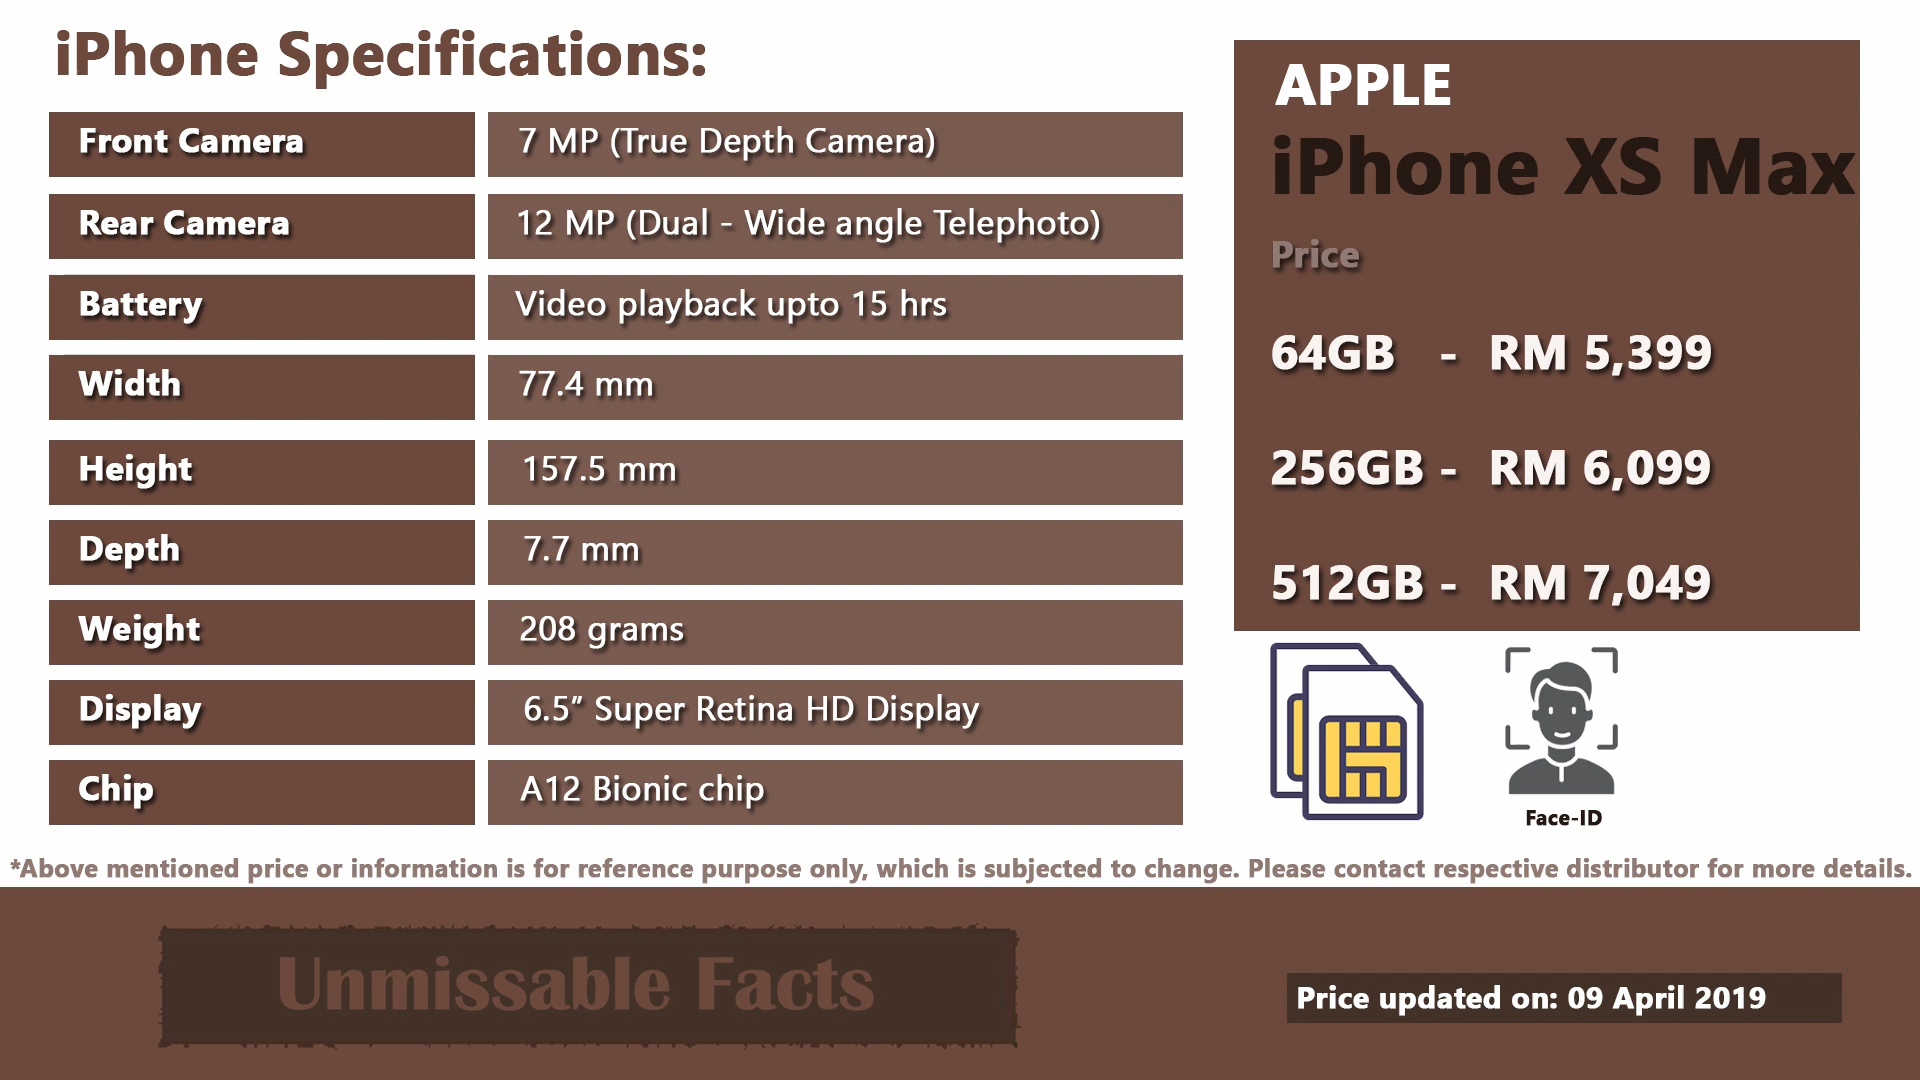 iPhone Specifications:
Front Camera 7 MP (True Depth Camera)
Rear Camera 12 MP (Dual - Wide angle Telephoto)
Battery Video playback upto 15 hrs
Width 77.4 mm
Height 157.5 mm
Depth 7.7 mm
Weight 208 grams
Display 6.5” Super Retina HD Display
Chip A12 Bionic chip
APPLE
iPhone XS Max
Price
64GB - RM 5,399
256GB - RM 6,099
512GB - RM 7,049
Face-ID
*Above mentioned price or information is for reference purpose only, which is subjected to change. Please contact respective distributor for more details.
Unmissable Facts
Price updated on: 09 April 2019